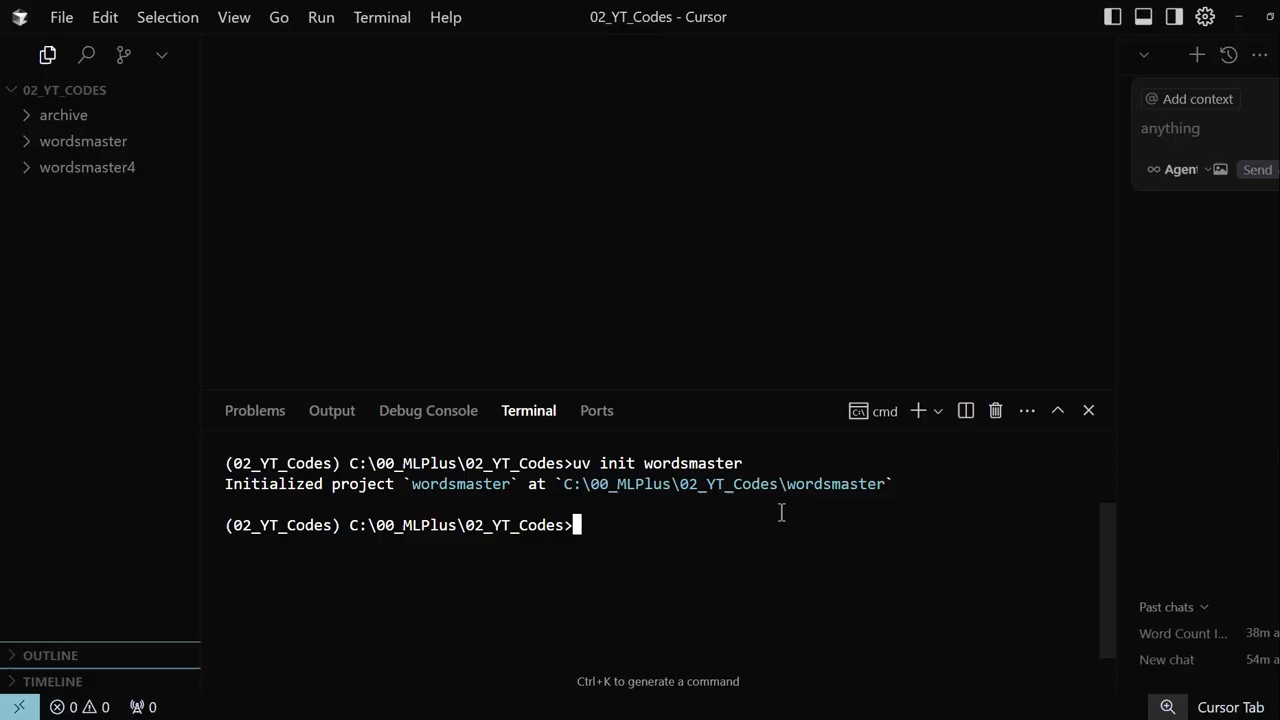 File Edit Selection View Go Run Terminal Help
02_YT_Codes - Cursor
02_YT_CODES
archive
wordsmaster
wordsmaster4
Add context
anything
Agent
Send
Problems Output Debug Console Terminal Ports
cmd
(02_YT_Codes) C:\00_MLPlus\02_YT_Codes>uv init wordsmaster
Initialized project `wordsmaster` at `C:\00_MLPlus\02_YT_Codes\wordsmaster`
(02_YT_Codes) C:\00_MLPlus\02_YT_Codes>
Ctrl+K to generate a command
Past chats
Word Count I... 38m a
New chat 54m a
OUTLINE
TIMELINE
0 0 0
Cursor Tab